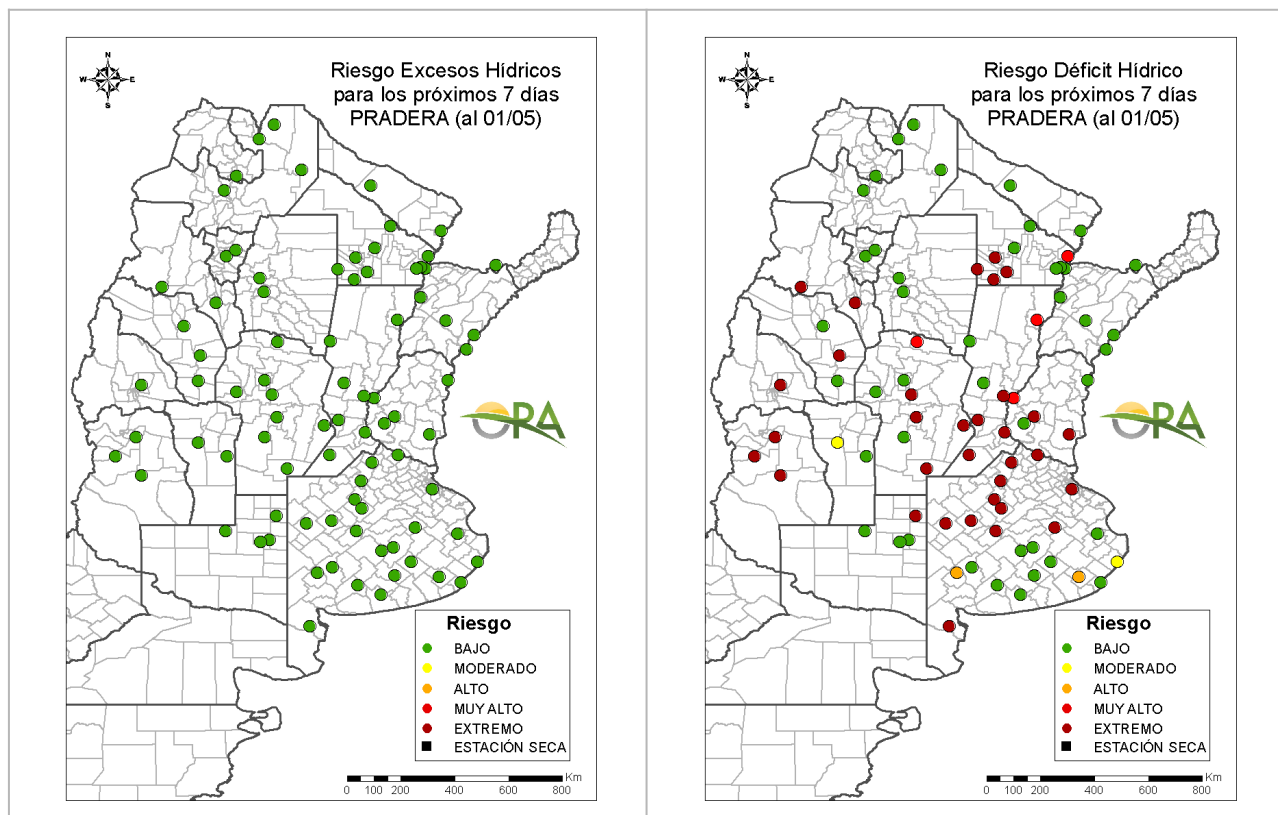 N
W E
S
Riesgo Excesos Hídricos
para los próximos 7 días
PRADERA (al 01/05)
ORA
Riesgo
BAJO
MODERADO
ALTO
MUY ALTO
EXTREMO
ESTACIÓN SECA
Km
0 100 200 400 600 800
N
W E
S
Riesgo Déficit Hídrico
para los próximos 7 días
PRADERA (al 01/05)
ORA
Riesgo
BAJO
MODERADO
ALTO
MUY ALTO
EXTREMO
ESTACIÓN SECA
Km
0 100 200 400 600 800